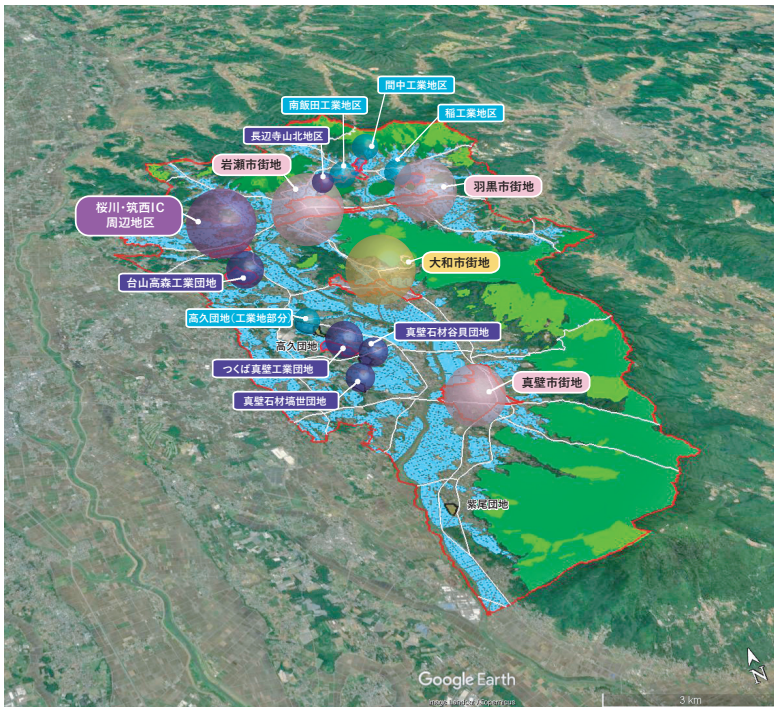 間中工業地区
南飯田工業地区
稲工業地区
長辺寺山北地区
岩瀬市街地
羽黒市街地
桜川・筑西IC
周辺地区
大和市街地
台山高森工業団地
高久団地(工業地部分)
高久団地
真壁石材谷貝団地
つくば真壁工業団地
真壁市街地
真壁石材塙世団地
紫尾団地
N
Google Earth
3 km